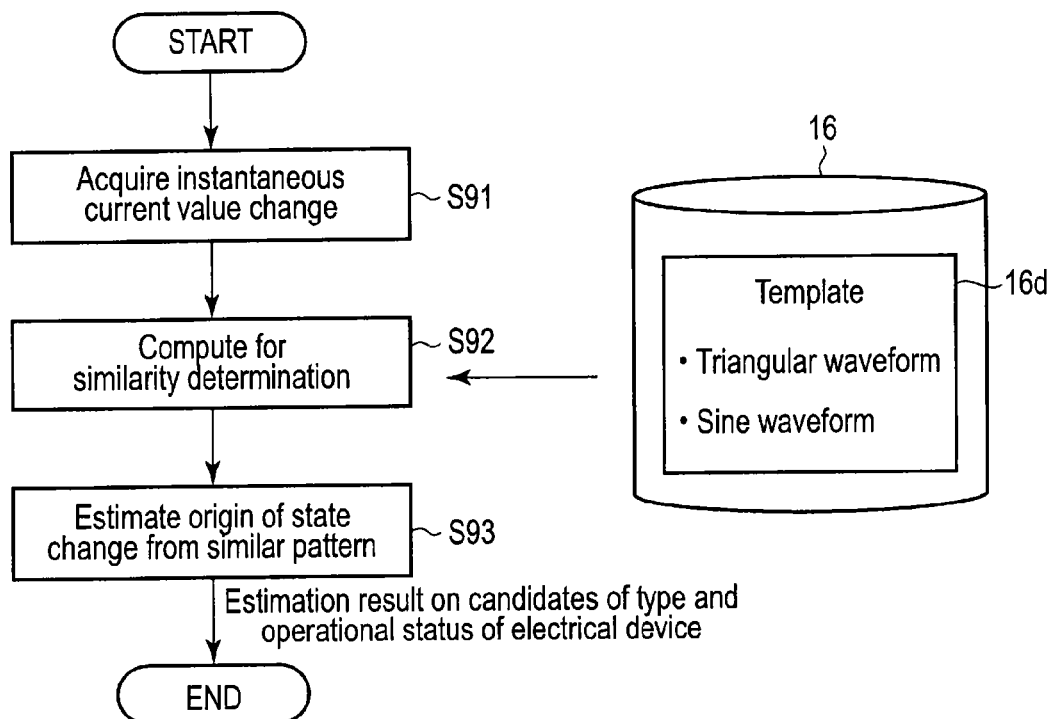 START
Acquire instantaneous
current value change
S91
Compute for
similarity determination
S92
Estimate origin of state
change from similar pattern
S93
Estimation result on candidates of type and
operational status of electrical device
END
16
16d
Template
• Triangular waveform
• Sine waveform